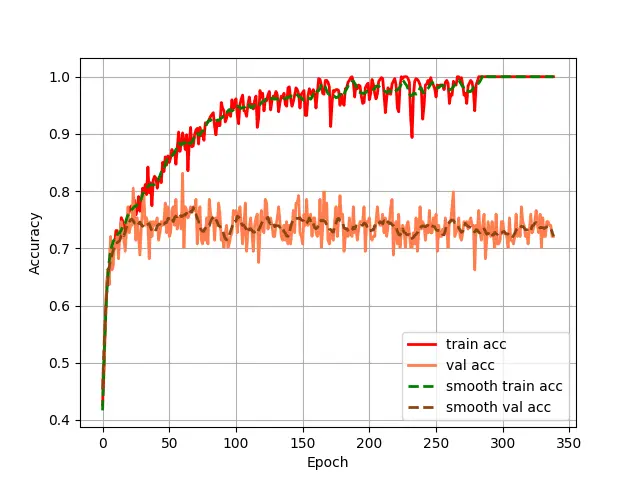 1.0
0.9
0.8
0.7
0.6
0.5
0.4
Accuracy
train acc
val acc
smooth train acc
smooth val acc
0 50 100 150 200 250 300 350
Epoch